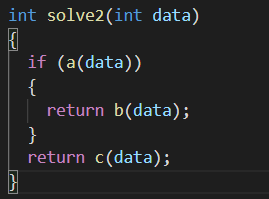 int solve2(int data)
{
  if (a(data))
  {
    return b(data);
  }
  return c(data);
}